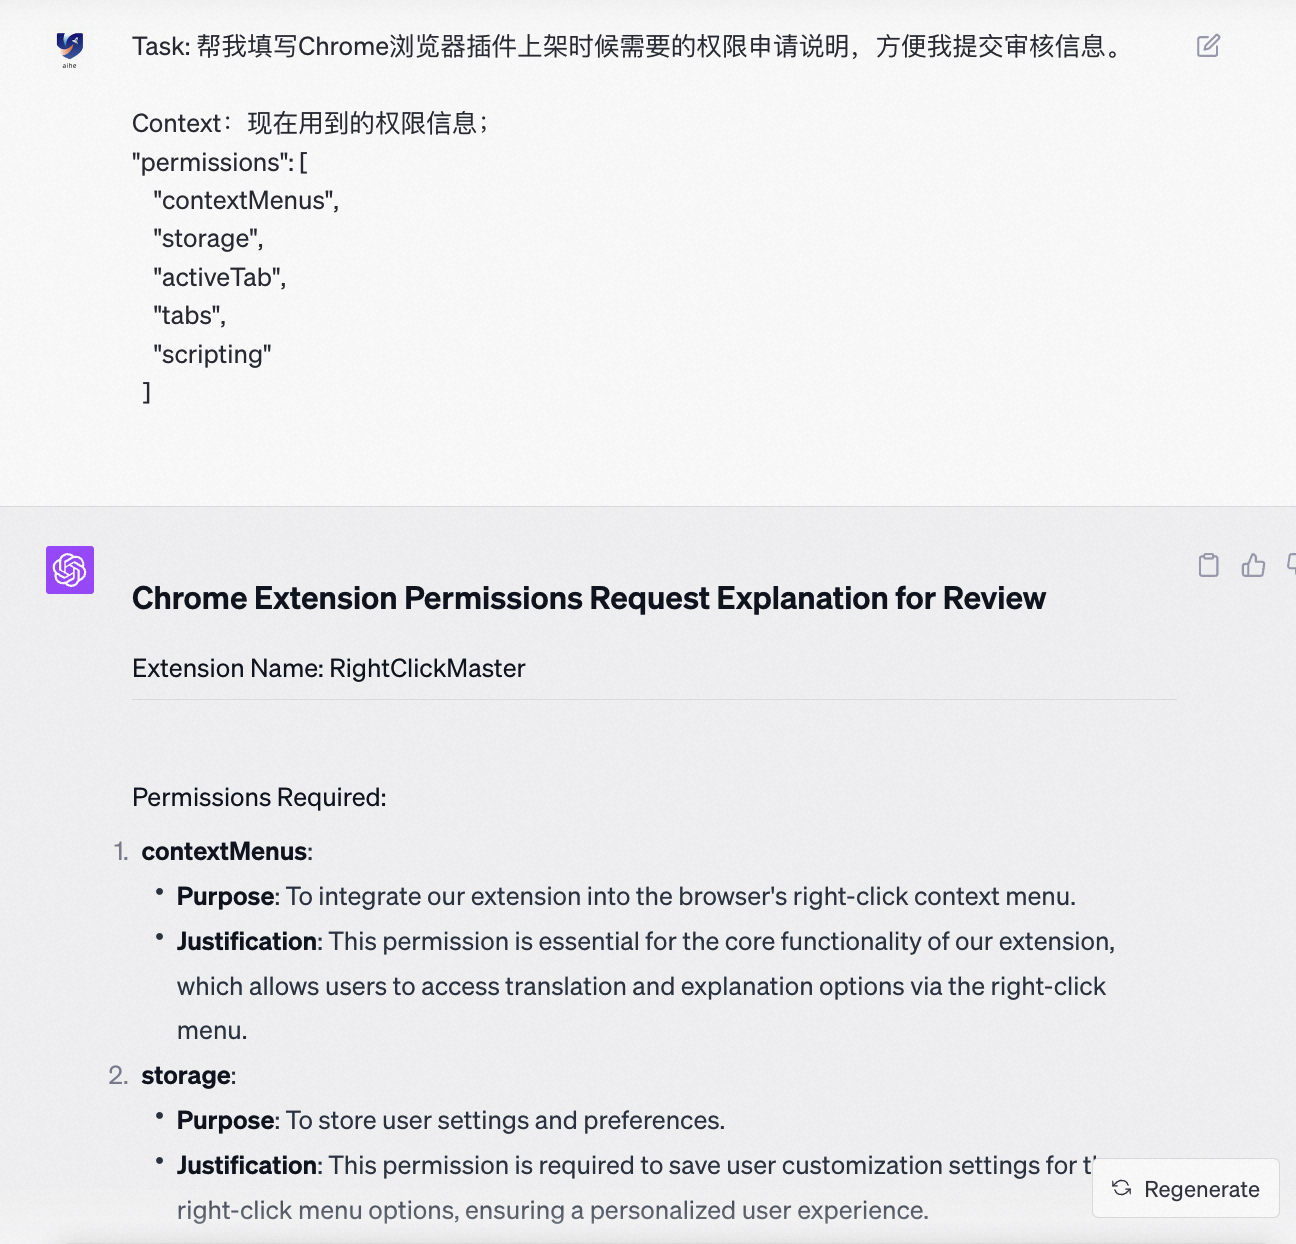 aihe
Task: 帮我填写Chrome浏览器插件上架时候需要的权限申请说明，方便我提交审核信息。
Context：现在用到的权限信息；
"permissions": [
"contextMenus",
"storage",
"activeTab",
"tabs",
"scripting"
]
Chrome Extension Permissions Request Explanation for Review
Extension Name: RightClickMaster
Permissions Required:
1. contextMenus:
• Purpose: To integrate our extension into the browser's right-click context menu.
• Justification: This permission is essential for the core functionality of our extension,
which allows users to access translation and explanation options via the right-click
menu.
2. storage:
• Purpose: To store user settings and preferences.
• Justification: This permission is required to save user customization settings for
right-click menu options, ensuring a personalized user experience.
Regenerate